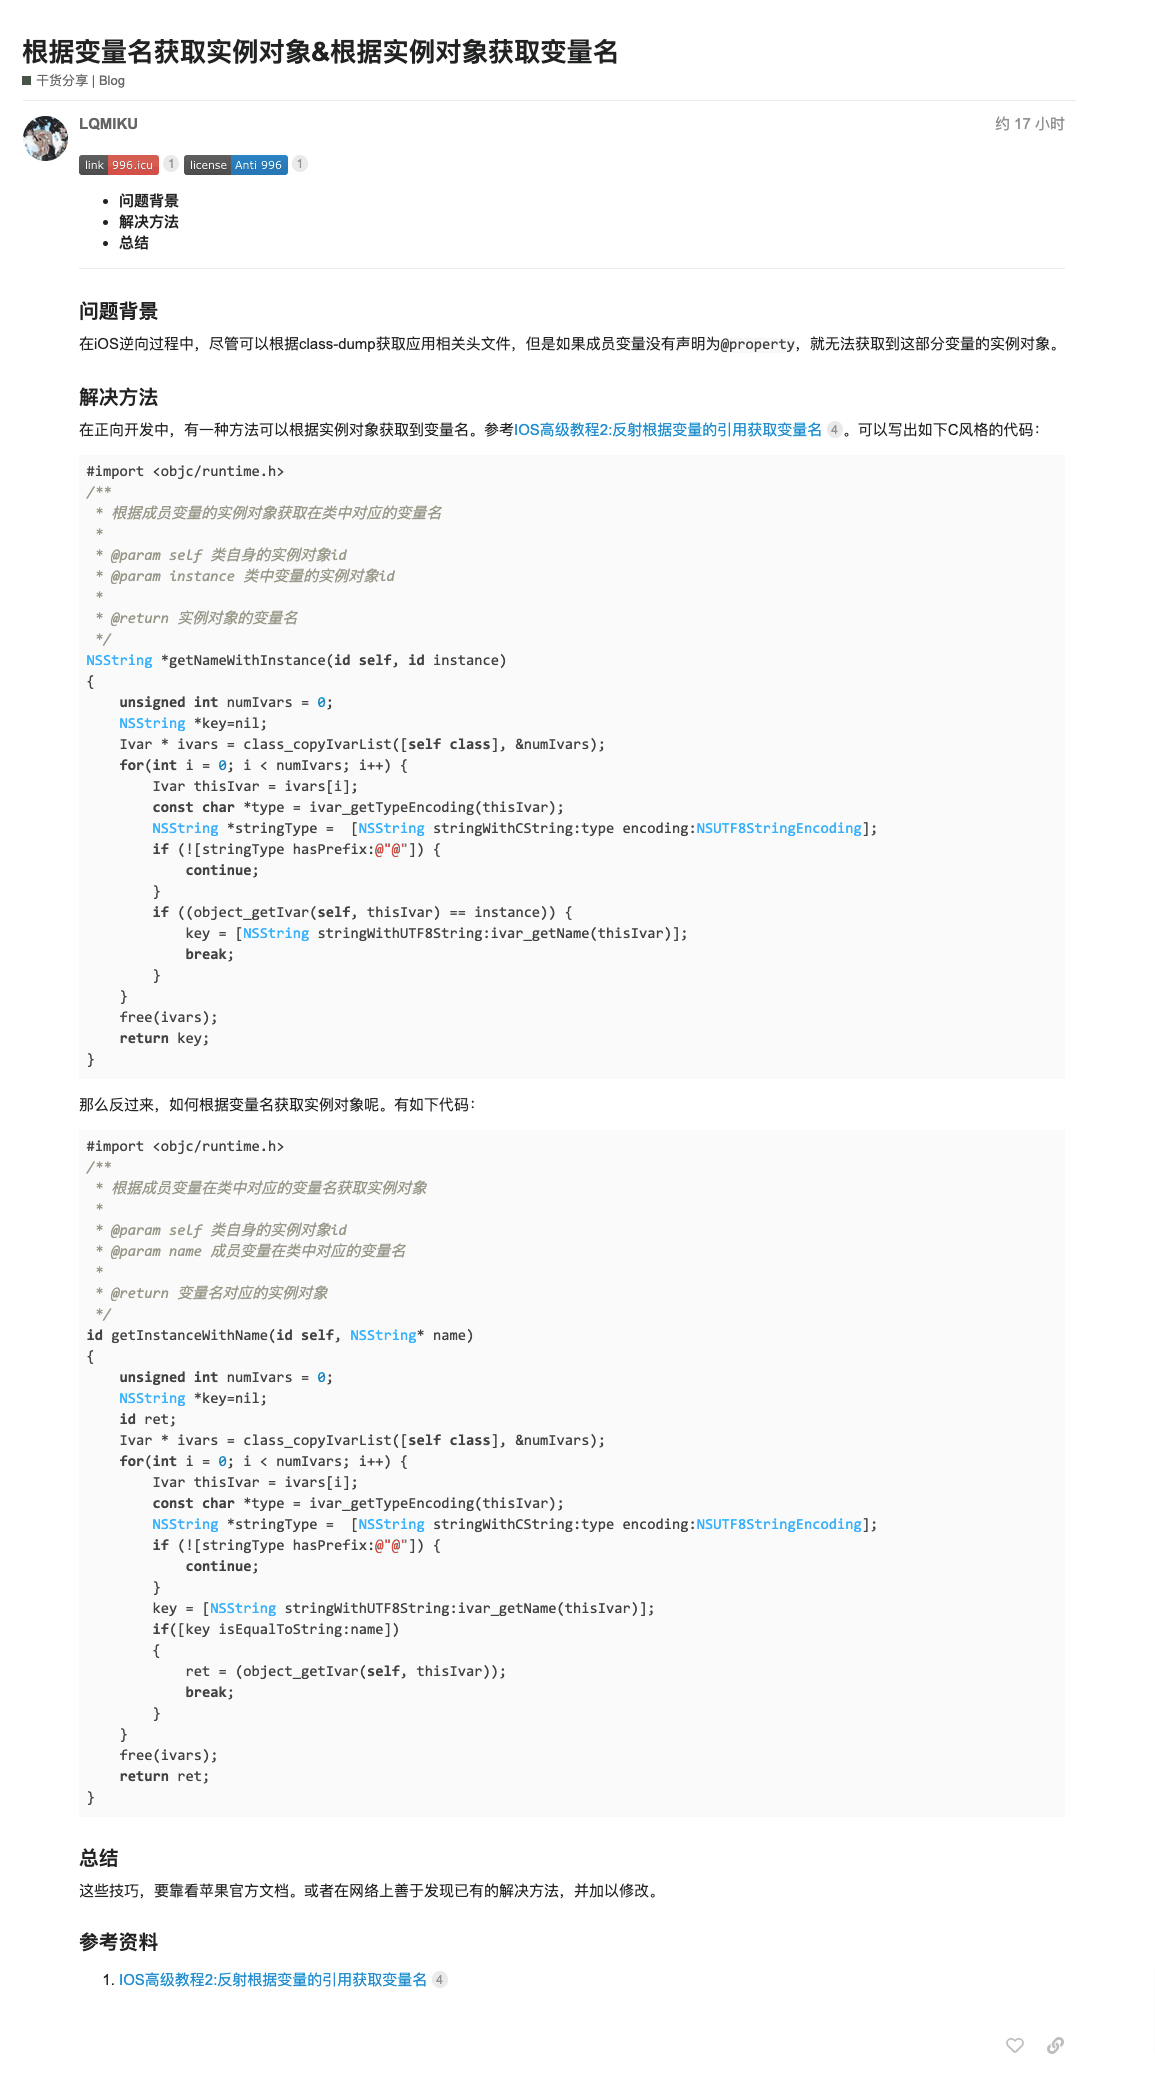 根据变量名获取实例对象&根据实例对象获取变量名
干货分享 | Blog
LQMIKU
约 17 小时
link 996.icu 1 license Anti 996 1
• 问题背景
• 解决方法
• 总结
问题背景
在iOS逆向过程中，尽管可以根据class-dump获取应用相关头文件，但是如果成员变量没有声明为@property，就无法获取到这部分变量的实例对象。
解决方法
在正向开发中，有一种方法可以根据实例对象获取到变量名。参考IOS高级教程2:反射根据变量的引用获取变量名 4 。可以写出如下C风格的代码：
#import <objc/runtime.h>
/**
 * 根据成员变量的实例对象获取在类中对应的变量名
 *
 * @param self 类自身的实例对象id
 * @param instance 类中变量的实例对象id
 *
 * @return 实例对象的变量名
 */
NSString *getNameWithInstance(id self, id instance)
{
    unsigned int numIvars = 0;
    NSString *key=nil;
    Ivar * ivars = class_copyIvarList([self class], &numIvars);
    for(int i = 0; i < numIvars; i++) {
        Ivar thisIvar = ivars[i];
        const char *type = ivar_getTypeEncoding(thisIvar);
        NSString *stringType =  [NSString stringWithCString:type encoding:NSUTF8StringEncoding];
        if (![stringType hasPrefix:@"@"]) {
            continue;
        }
        if ((object_getIvar(self, thisIvar) == instance)) {
            key = [NSString stringWithUTF8String:ivar_getName(thisIvar)];
            break;
        }
    }
    free(ivars);
    return key;
}
那么反过来，如何根据变量名获取实例对象呢。有如下代码：
#import <objc/runtime.h>
/**
 * 根据成员变量在类中对应的变量名获取实例对象
 *
 * @param self 类自身的实例对象id
 * @param name 成员变量在类中对应的变量名
 *
 * @return 变量名对应的实例对象
 */
id getInstanceWithName(id self, NSString* name)
{
    unsigned int numIvars = 0;
    NSString *key=nil;
    id ret;
    Ivar * ivars = class_copyIvarList([self class], &numIvars);
    for(int i = 0; i < numIvars; i++) {
        Ivar thisIvar = ivars[i];
        const char *type = ivar_getTypeEncoding(thisIvar);
        NSString *stringType =  [NSString stringWithCString:type encoding:NSUTF8StringEncoding];
        if (![stringType hasPrefix:@"@"]) {
            continue;
        }
        key = [NSString stringWithUTF8String:ivar_getName(thisIvar)];
        if([key isEqualToString:name])
        {
            ret = (object_getIvar(self, thisIvar));
            break;
        }
    }
    free(ivars);
    return ret;
}
总结
这些技巧，要靠看苹果官方文档。或者在网络上善于发现已有的解决方法，并加以修改。
参考资料
1. IOS高级教程2:反射根据变量的引用获取变量名 4